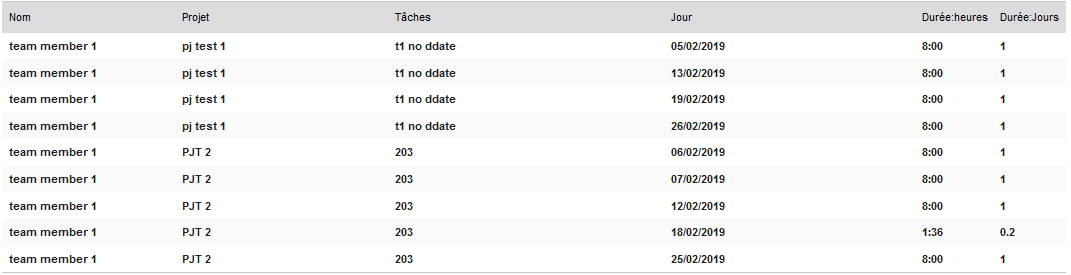 Nom Projet Tâches Jour Durée:heures Durée:Jours
team member 1 pj test 1 t1 no ddate 05/02/2019 8:00 1
team member 1 pj test 1 t1 no ddate 13/02/2019 8:00 1
team member 1 pj test 1 t1 no ddate 19/02/2019 8:00 1
team member 1 pj test 1 t1 no ddate 26/02/2019 8:00 1
team member 1 PJT 2 203 06/02/2019 8:00 1
team member 1 PJT 2 203 07/02/2019 8:00 1
team member 1 PJT 2 203 12/02/2019 8:00 1
team member 1 PJT 2 203 18/02/2019 1:36 0.2
team member 1 PJT 2 203 25/02/2019 8:00 1